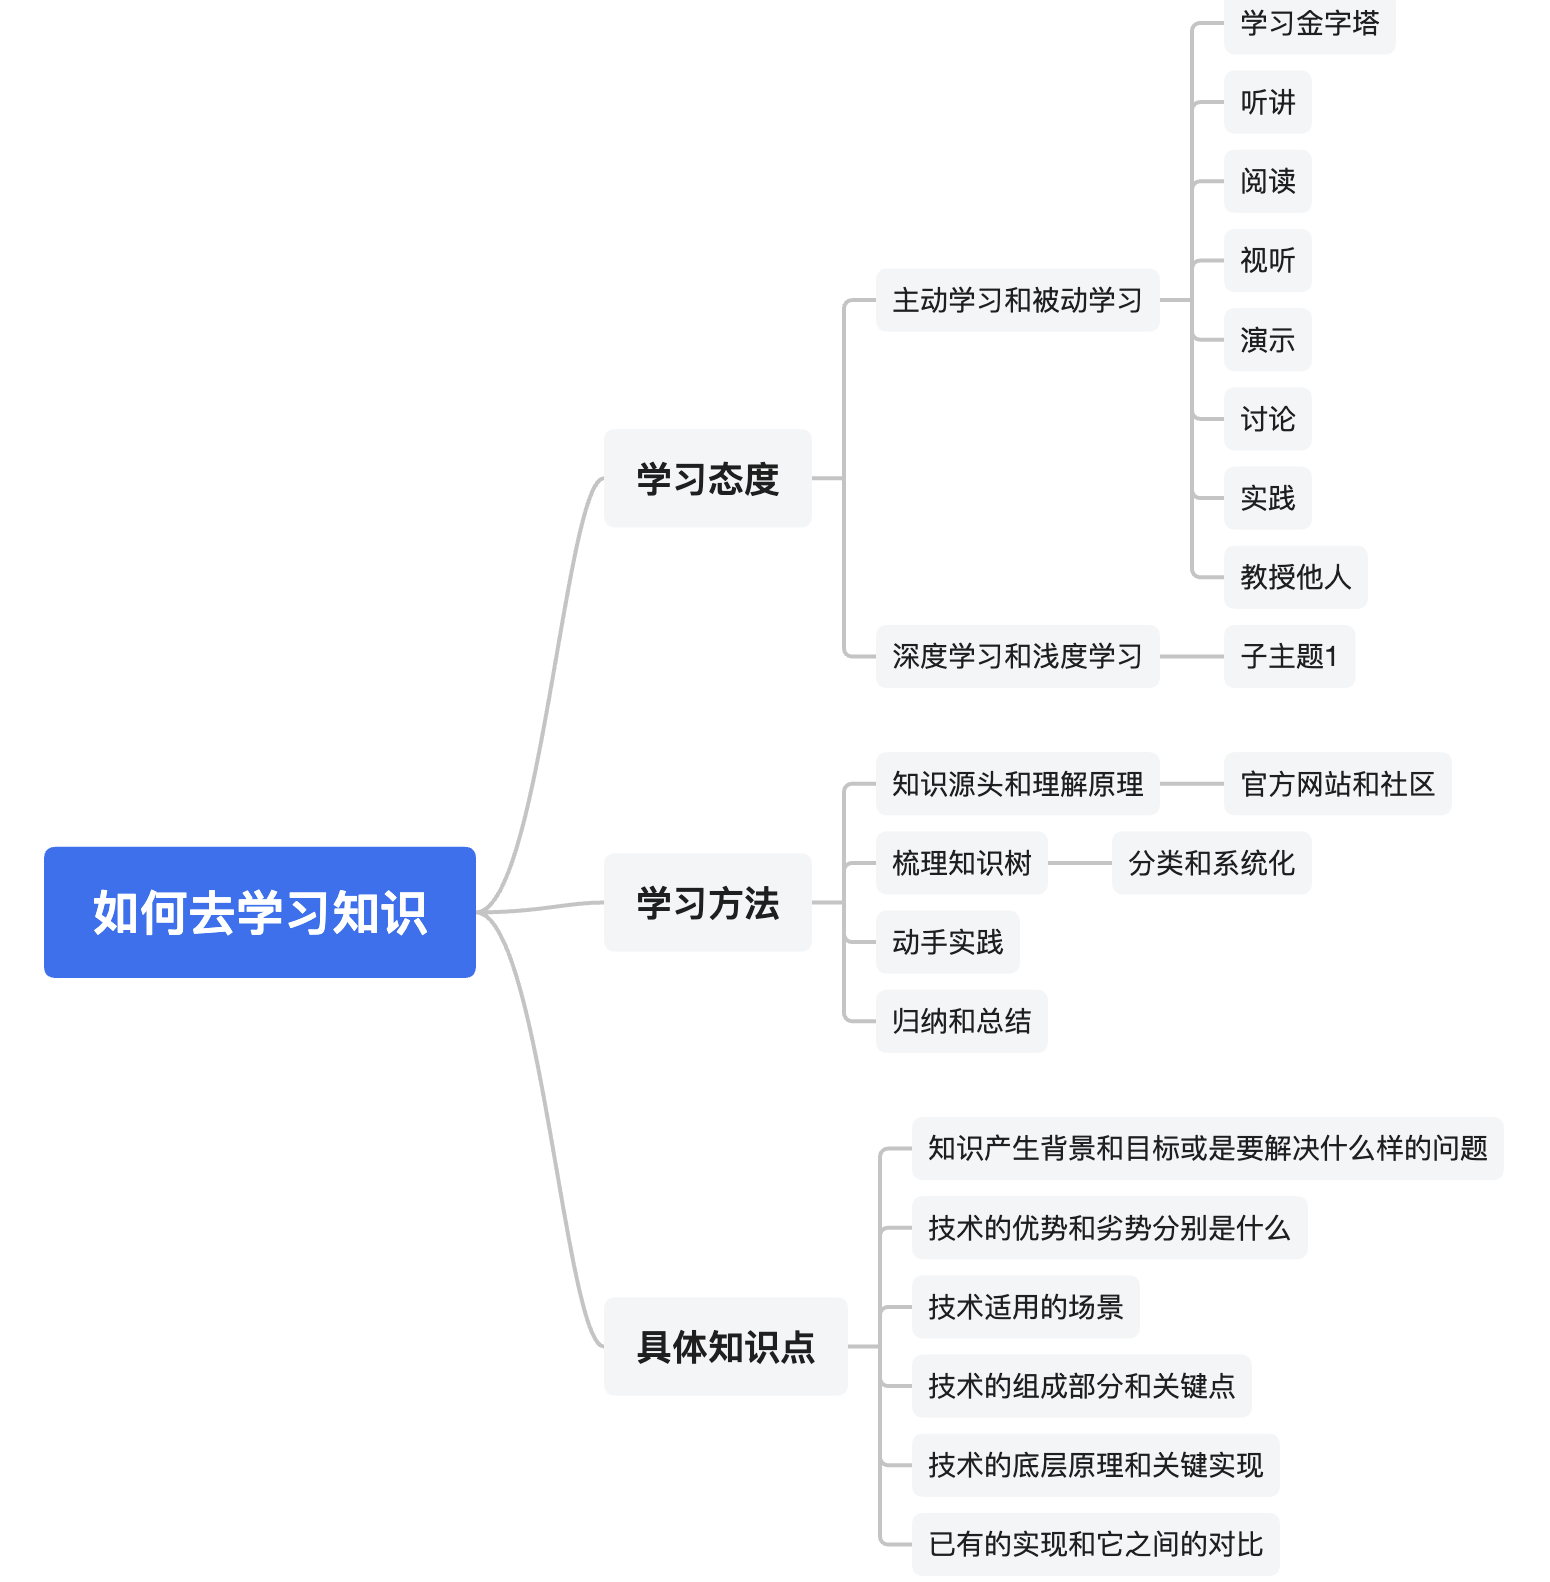 如何去学习知识
学习态度
主动学习和被动学习
学习金字塔
听讲
阅读
视听
演示
讨论
实践
教授他人
深度学习和浅度学习
子主题1
学习方法
知识源头和理解原理
官方网站和社区
梳理知识树
分类和系统化
动手实践
归纳和总结
具体知识点
知识产生背景和目标或是要解决什么样的问题
技术的优势和劣势分别是什么
技术适用的场景
技术的组成部分和关键点
技术的底层原理和关键实现
已有的实现和它之间的对比